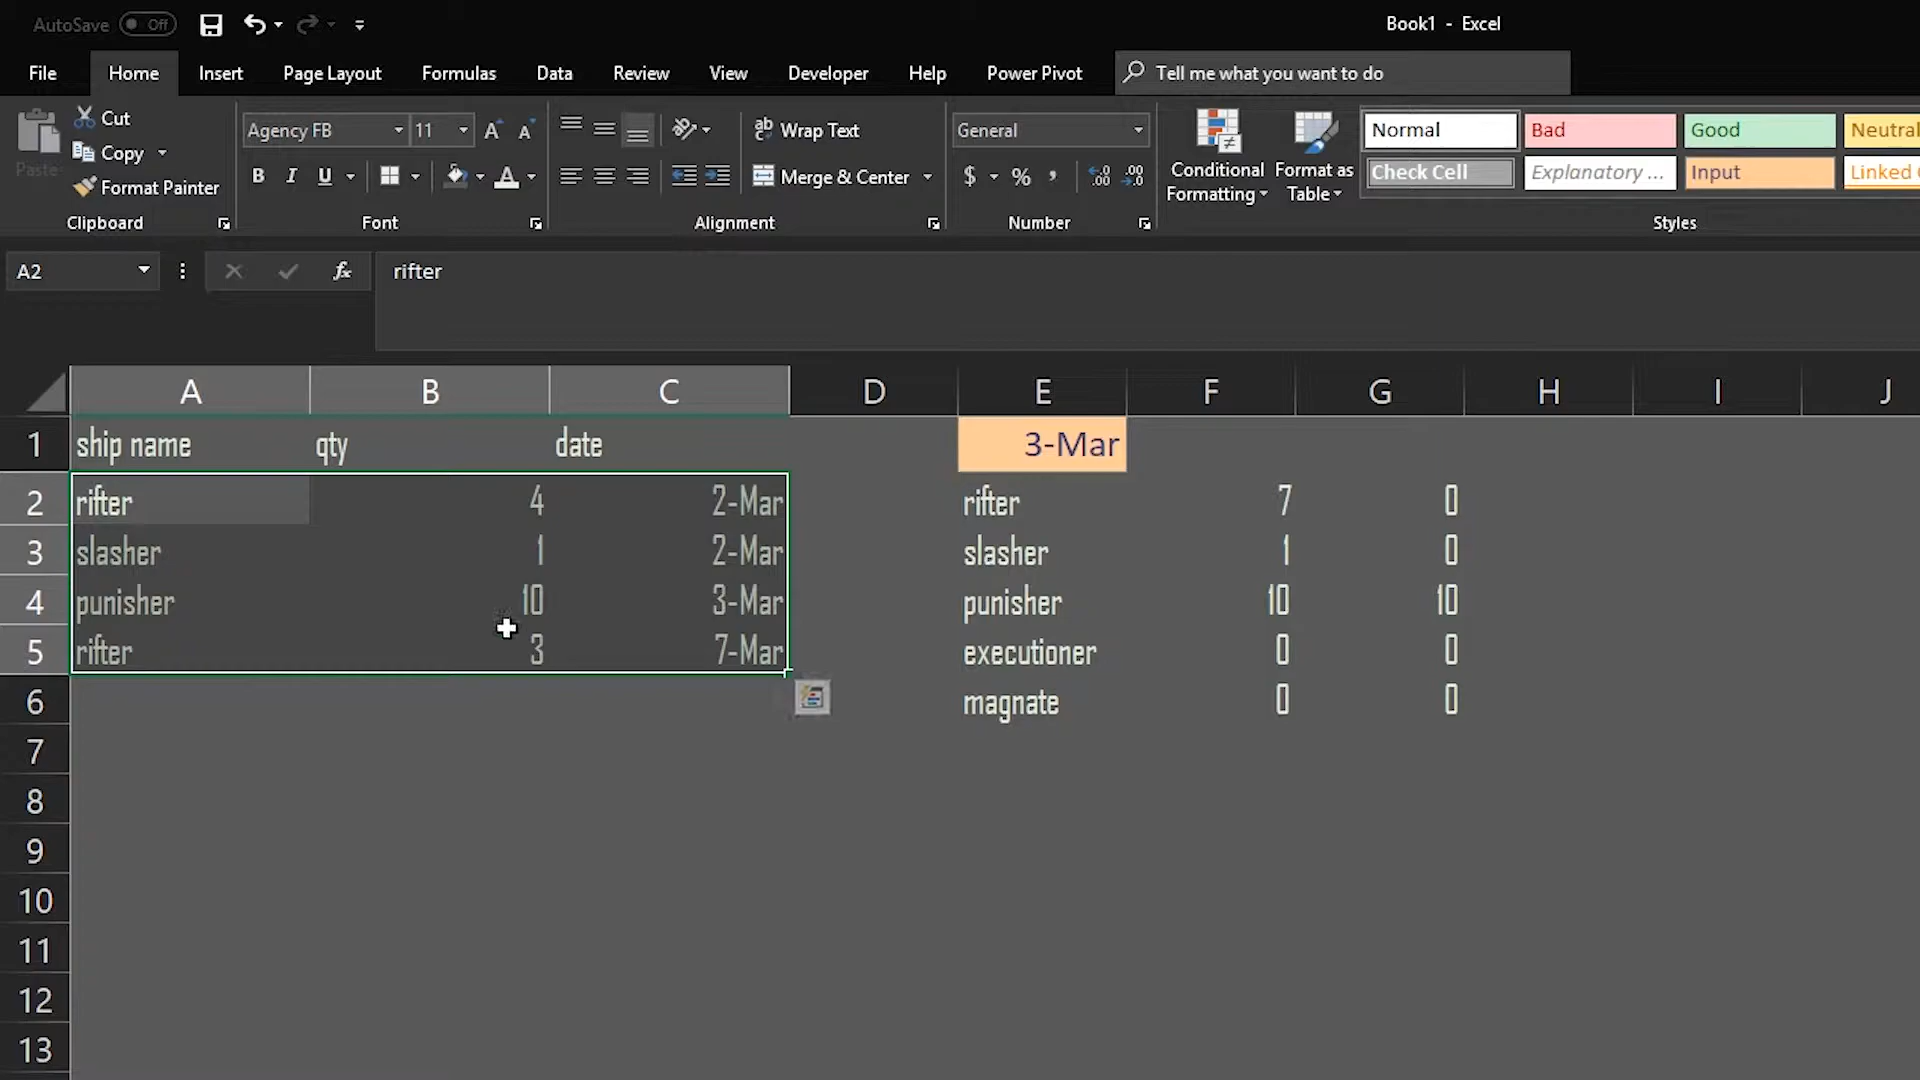 AutoSave Off
Book1 - Excel
File Home Insert Page Layout Formulas Data Review View Developer Help Power Pivot Tell me what you want to do
Paste
Cut
Copy
Format Painter
Clipboard
Agency FB 11
B I U
Font
Wrap Text
Merge & Center
Alignment
General
$ % ,
Number
Conditional Formatting
Format as Table
Normal Bad Good Neutral
Check Cell Explanatory ... Input Linked
Styles
A2 fx rifter
A B C D E F G H I J
1 ship name qty date 3-Mar
2 rifter 4 2-Mar rifter 7 0
3 slasher 1 2-Mar slasher 1 0
4 punisher 10 3-Mar punisher 10 10
5 rifter 3 7-Mar executioner 0 0
6 magnate 0 0
7
8
9
10
11
12
13